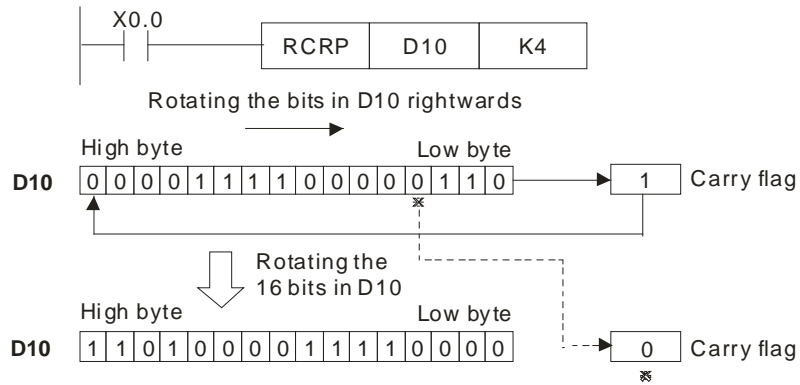 X0.0
RCRP D10 K4
Rotating the bits in D10 rightwards
High byte Low byte
D10 0 0 0 0 1 1 1 1 0 0 0 0 0 1 1 0 1 Carry flag
※
Rotating the
16 bits in D10
High byte Low byte
D10 1 1 0 1 0 0 0 0 1 1 1 1 0 0 0 0 0 Carry flag
※